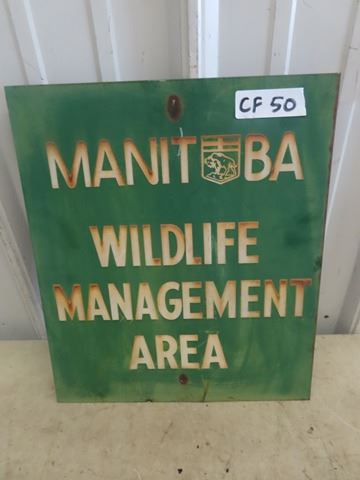 CF 50
MANITOBA
WILDLIFE
MANAGEMENT
AREA